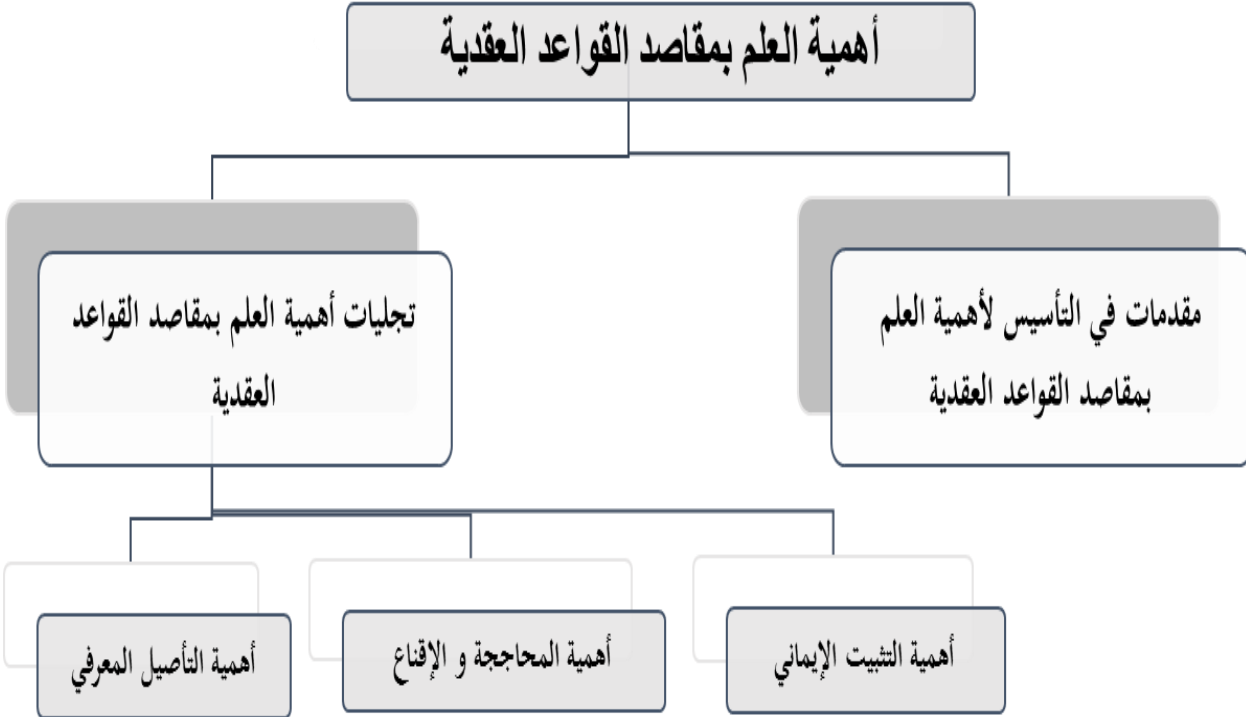 أهمية العلم بمقاصد القواعد العقدية
مقدمات في التأسيس لأهمية العلم
بمقاصد القواعد العقدية
تجليات أهمية العلم بمقاصد القواعد
العقدية
أهمية التثبيت الإيماني
أهمية المحاججة و الإقناع
أهمية التأصيل المعرفي